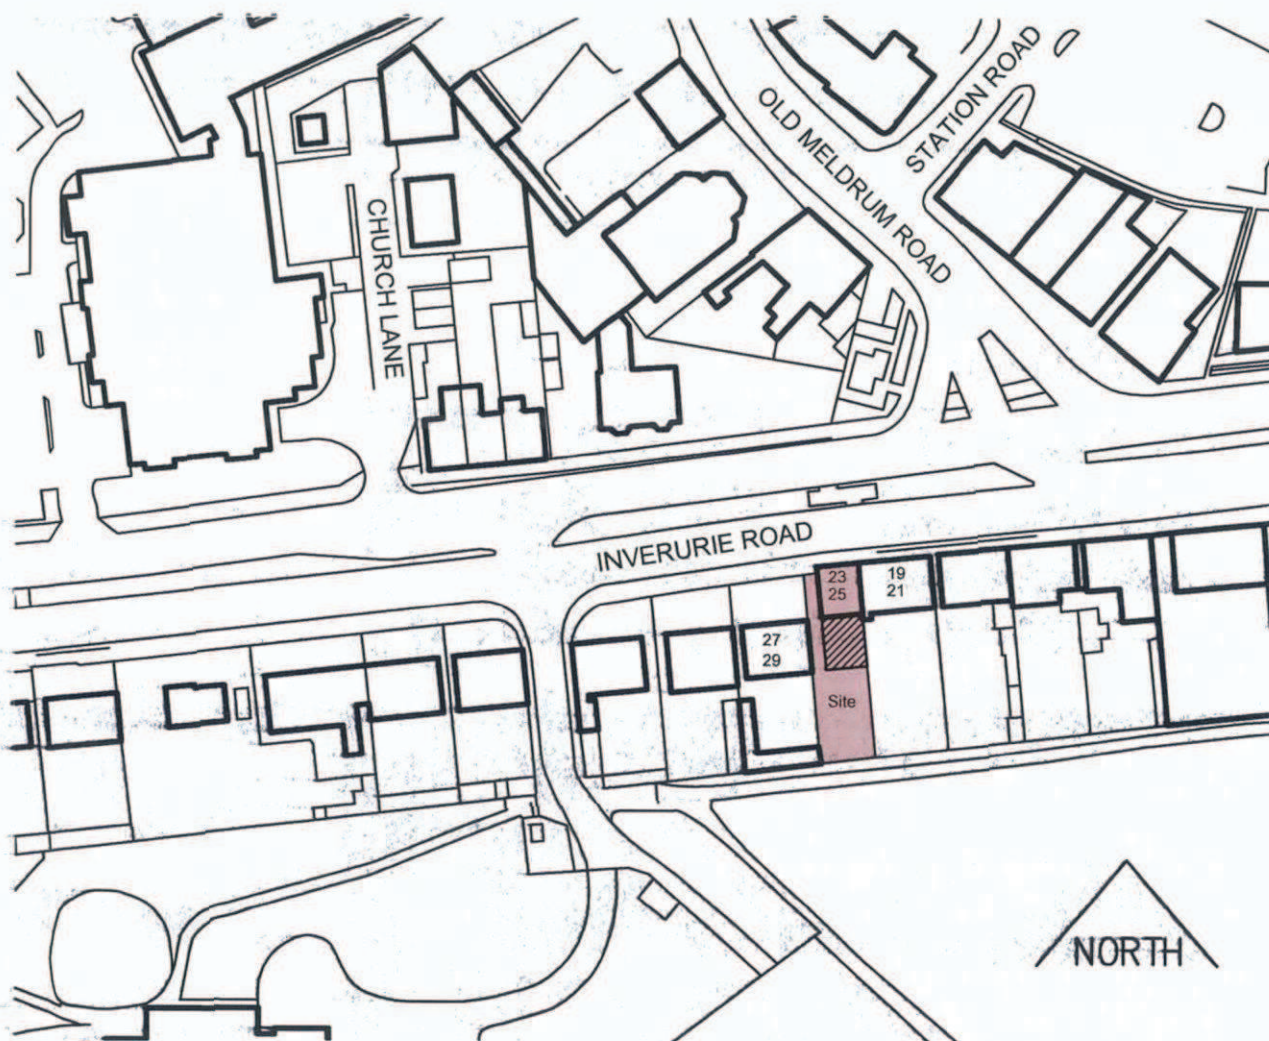 STATION ROAD
OLD MELDRUM ROAD
CHURCH LANE
INVERURIE ROAD
23
25
19
21
27
29
Site
NORTH